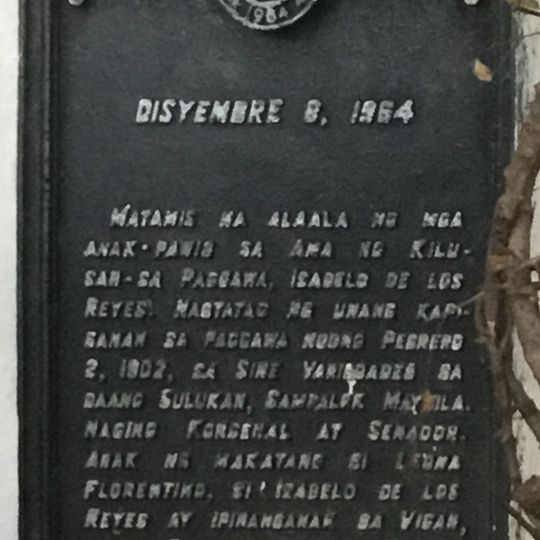 1964
DISYEMBRE 8, 1964
MATAMIS NA ALAALA NG MGA
ANAK-PAWIS SA AMA NG KILU-
SAN-SA PAGGAWA, ISABELO DE LOS
REYES. NAGTATAG NG UNANG KAPI-
SANAN SA PAGGAWA NOONG PEBRERO
2, 1902, SA SINE VARIEDADES SA
DAANG SULUKAN, SAMPALOK MAYNILA.
NAGING KONSEHAL AT SENADOR.
ANAK NG MAKATANG SI LEONA
FLORENTINO, SI ISABELO DE LOS
REYES AY IPINANGANAK SA VIGAN,